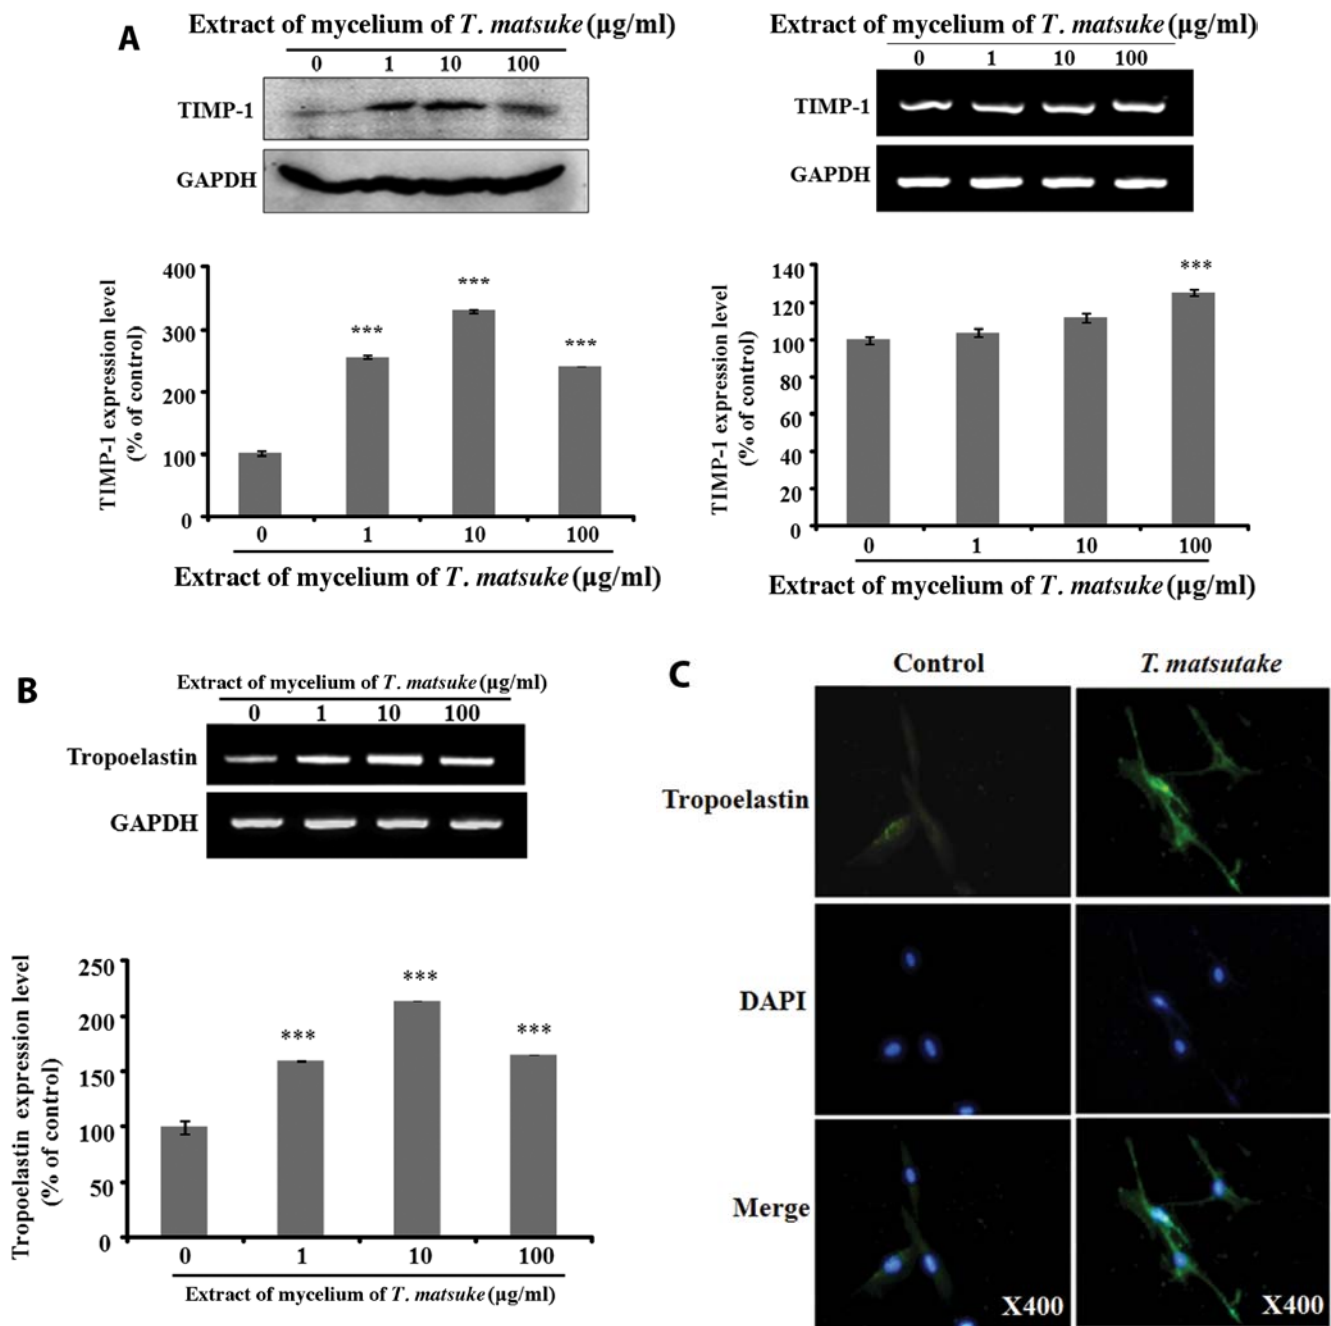 A
Extract of mycelium of T. matsuke (µg/ml)
0 1 10 100
TIMP-1
GAPDH
400
300
200
100
0
TIMP-1 expression level
(% of control)
***
***
***
0 1 10 100
Extract of mycelium of T. matsuke (µg/ml)
Extract of mycelium of T. matsuke (µg/ml)
0 1 10 100
TIMP-1
GAPDH
140
120
100
80
60
40
20
0
TIMP-1 expression level
(% of control)
***
0 1 10 100
Extract of mycelium of T. matsuke (µg/ml)
B
Extract of mycelium of T. matsuke (µg/ml)
0 1 10 100
Tropoelastin
GAPDH
250
200
150
100
50
0
Tropoelastin expression level
(% of control)
***
***
***
0 1 10 100
Extract of mycelium of T. matsuke (µg/ml)
C
Control T. matsutake
Tropoelastin
DAPI
Merge
X400 X400